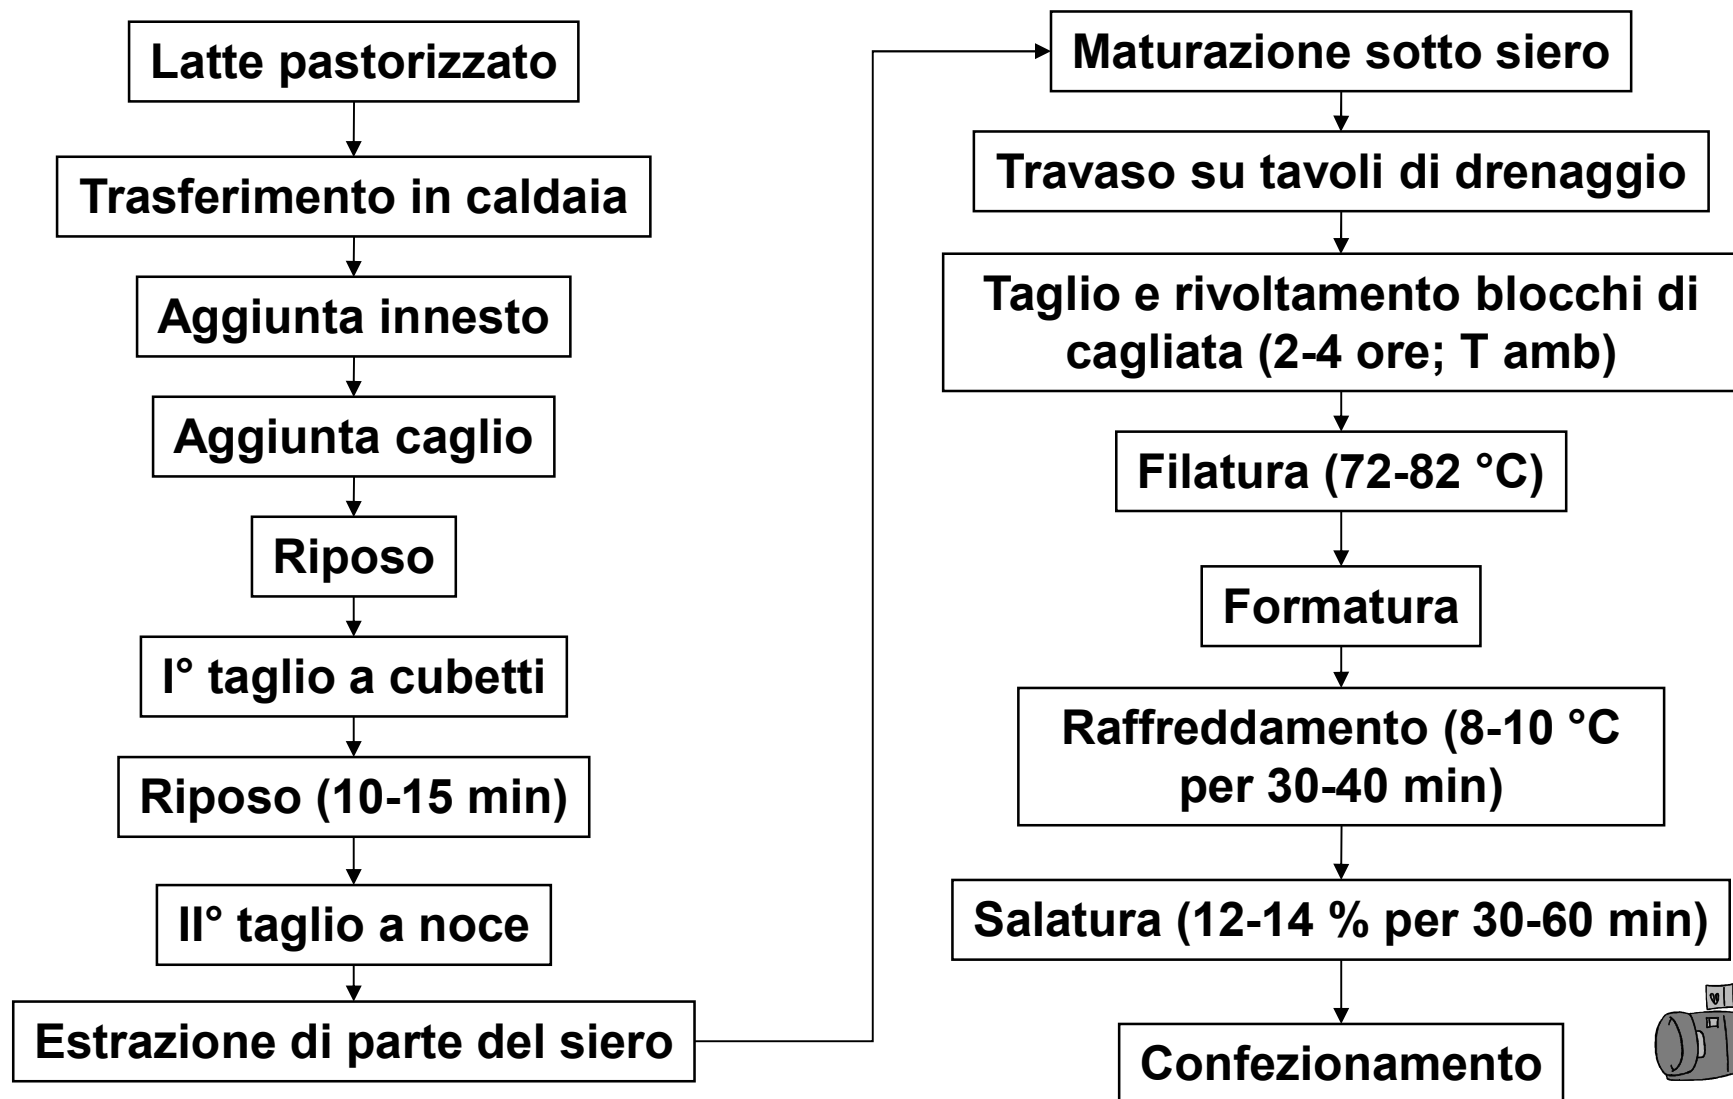 Latte pastorizzato
Trasferimento in caldaia
Aggiunta innesto
Aggiunta caglio
Riposo
I° taglio a cubetti
Riposo (10-15 min)
II° taglio a noce
Estrazione di parte del siero
Maturazione sotto siero
Travaso su tavoli di drenaggio
Taglio e rivoltamento blocchi di
cagliata (2-4 ore; T amb)
Filatura (72-82 °C)
Formatura
Raffreddamento (8-10 °C
per 30-40 min)
Salatura (12-14 % per 30-60 min)
Confezionamento